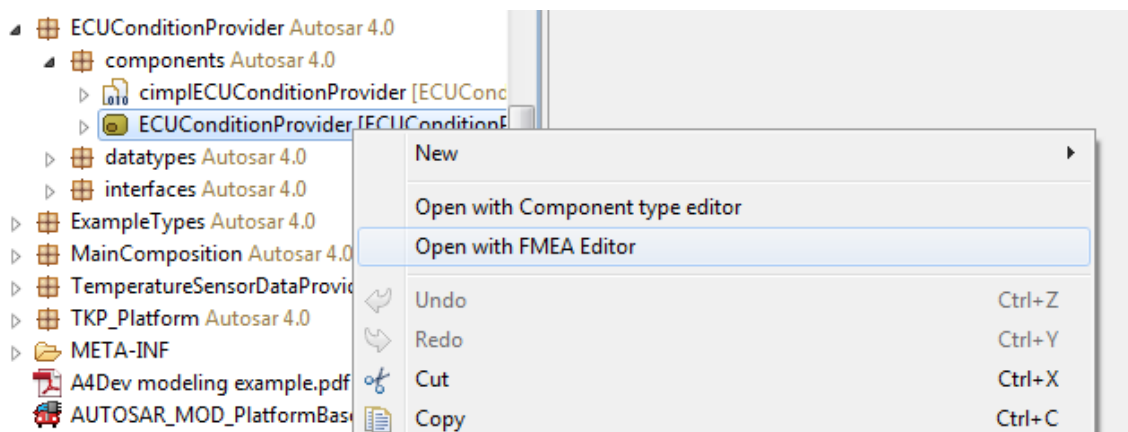 ECUConditionProvider Autosar 4.0
components Autosar 4.0
cimplECUConditionProvider [ECUCond
ECUConditionProvider [ECUConditionP
datatypes Autosar 4.0
interfaces Autosar 4.0
ExampleTypes Autosar 4.0
MainComposition Autosar 4.0
TemperatureSensorDataProvid
TKP_Platform Autosar 4.0
META-INF
A4Dev modeling example.pdf
AUTOSAR_MOD_PlatformBas
New
Open with Component type editor
Open with FMEA Editor
Undo Ctrl+Z
Redo Ctrl+Y
Cut Ctrl+X
Copy Ctrl+C